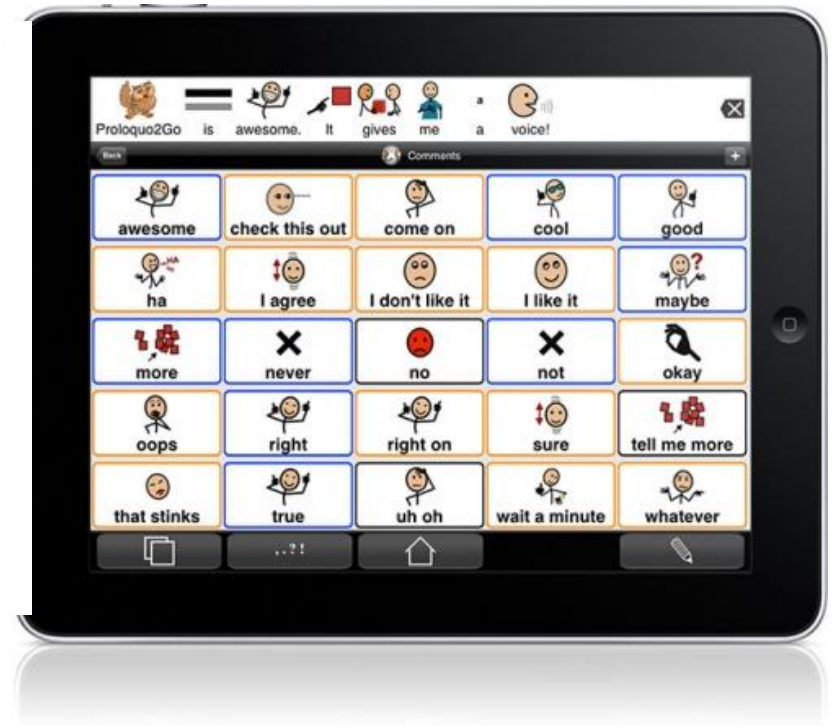 Proloquo2Go is awesome. It gives me a voice!
Back Comments +
awesome check this out come on cool good
ha I agree I don't like it I like it maybe
more never no not okay
oops right right on sure tell me more
that stinks true uh oh wait a minute whatever
,.?!